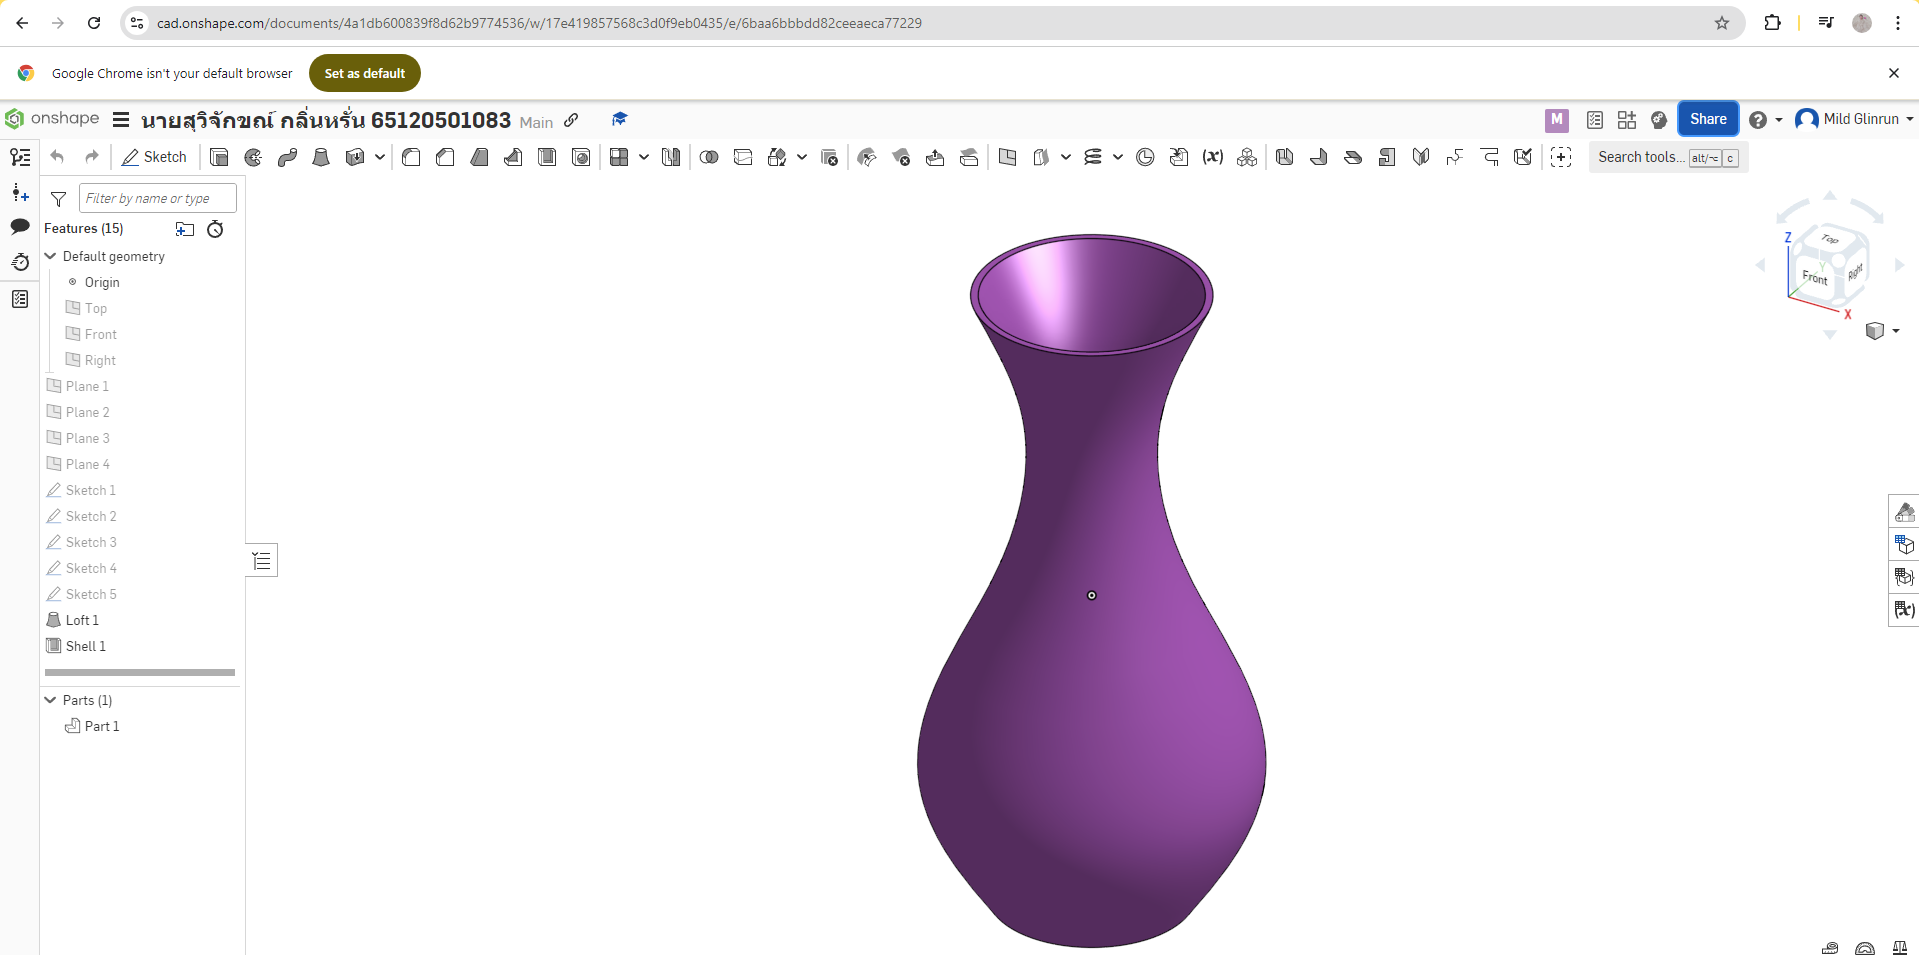 cad.onshape.com/documents/4a1db600839f8d62b9774536/w/17e419857568c3d0f9eb0435/e/6baa6bbbdd82ceeaeca77229
Google Chrome isn't your default browser
Set as default
onshape
นายสุวิจักขณ์ กลิ่นหรั่น 65120501083 Main
M
Share
Mild Glinrun
Sketch
Search tools... alt/⌥ c
Filter by name or type
Features (15)
Default geometry
Origin
Top
Front
Right
Plane 1
Plane 2
Plane 3
Plane 4
Sketch 1
Sketch 2
Sketch 3
Sketch 4
Sketch 5
Loft 1
Shell 1
Parts (1)
Part 1
Z
Top
Y
Front
Right
X
(x)
(x)